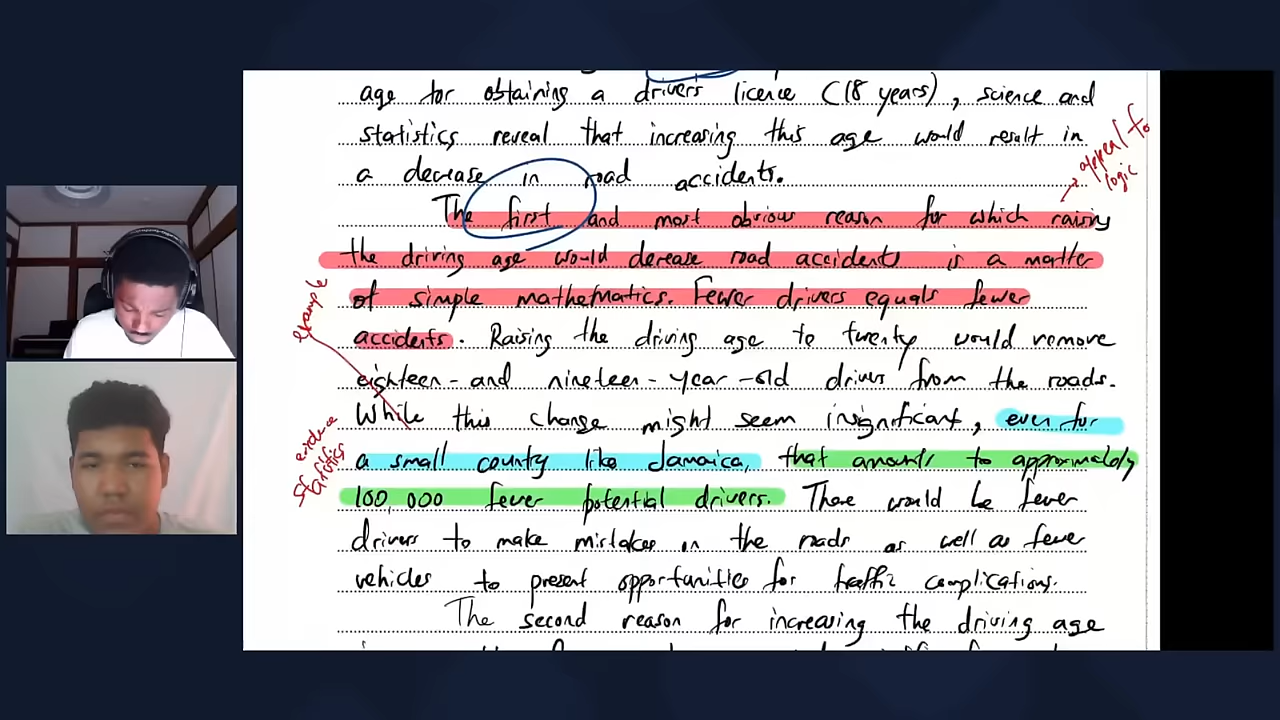 age for obtaining a drivers licence (18 years), science and
statistics reveal that increasing this age would result in
a decrease in road accidents.
appeal to
logic
The first and most obvious reason for which raising
the driving age would derease road accidents is a matter
of simple mathematics. Fewer drivers equals fewer
example
accidents. Raising the driving age to twenty would remove
eighteen-and nineteen-year-old drivers from the roads.
While this change might seem insignificant, even for
evidence
statistics
a small country like Jamaica, that amounts to approximately
100,000 fewer potential drivers. There would be fewer
drivers to make mistakes on the roads as well as fewer
vehicles to present opportunities for traffic complications.
The second reason for increasing the driving age